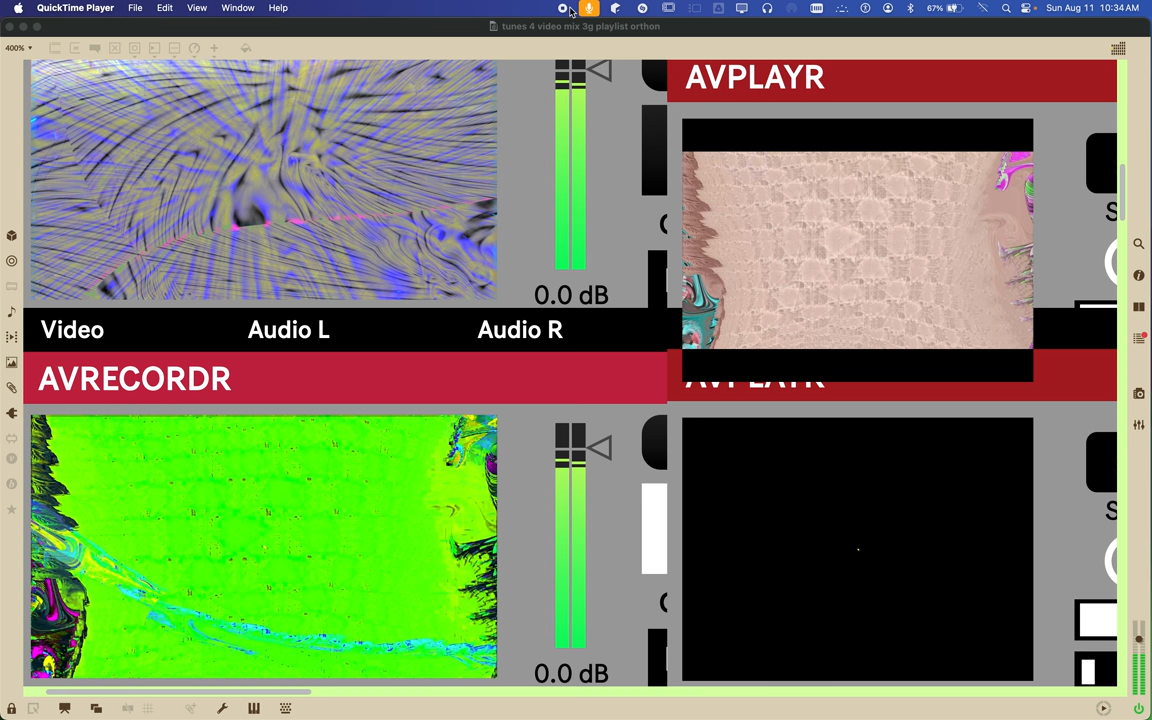 QuickTime Player File Edit View Window Help 67% Sun Aug 11 10:34 AM
tunes 4 video mix 3g playlist orthon
400%
AVPLAYR
0.0 dB
Video Audio L Audio R
AVRECORDR
0.0 dB